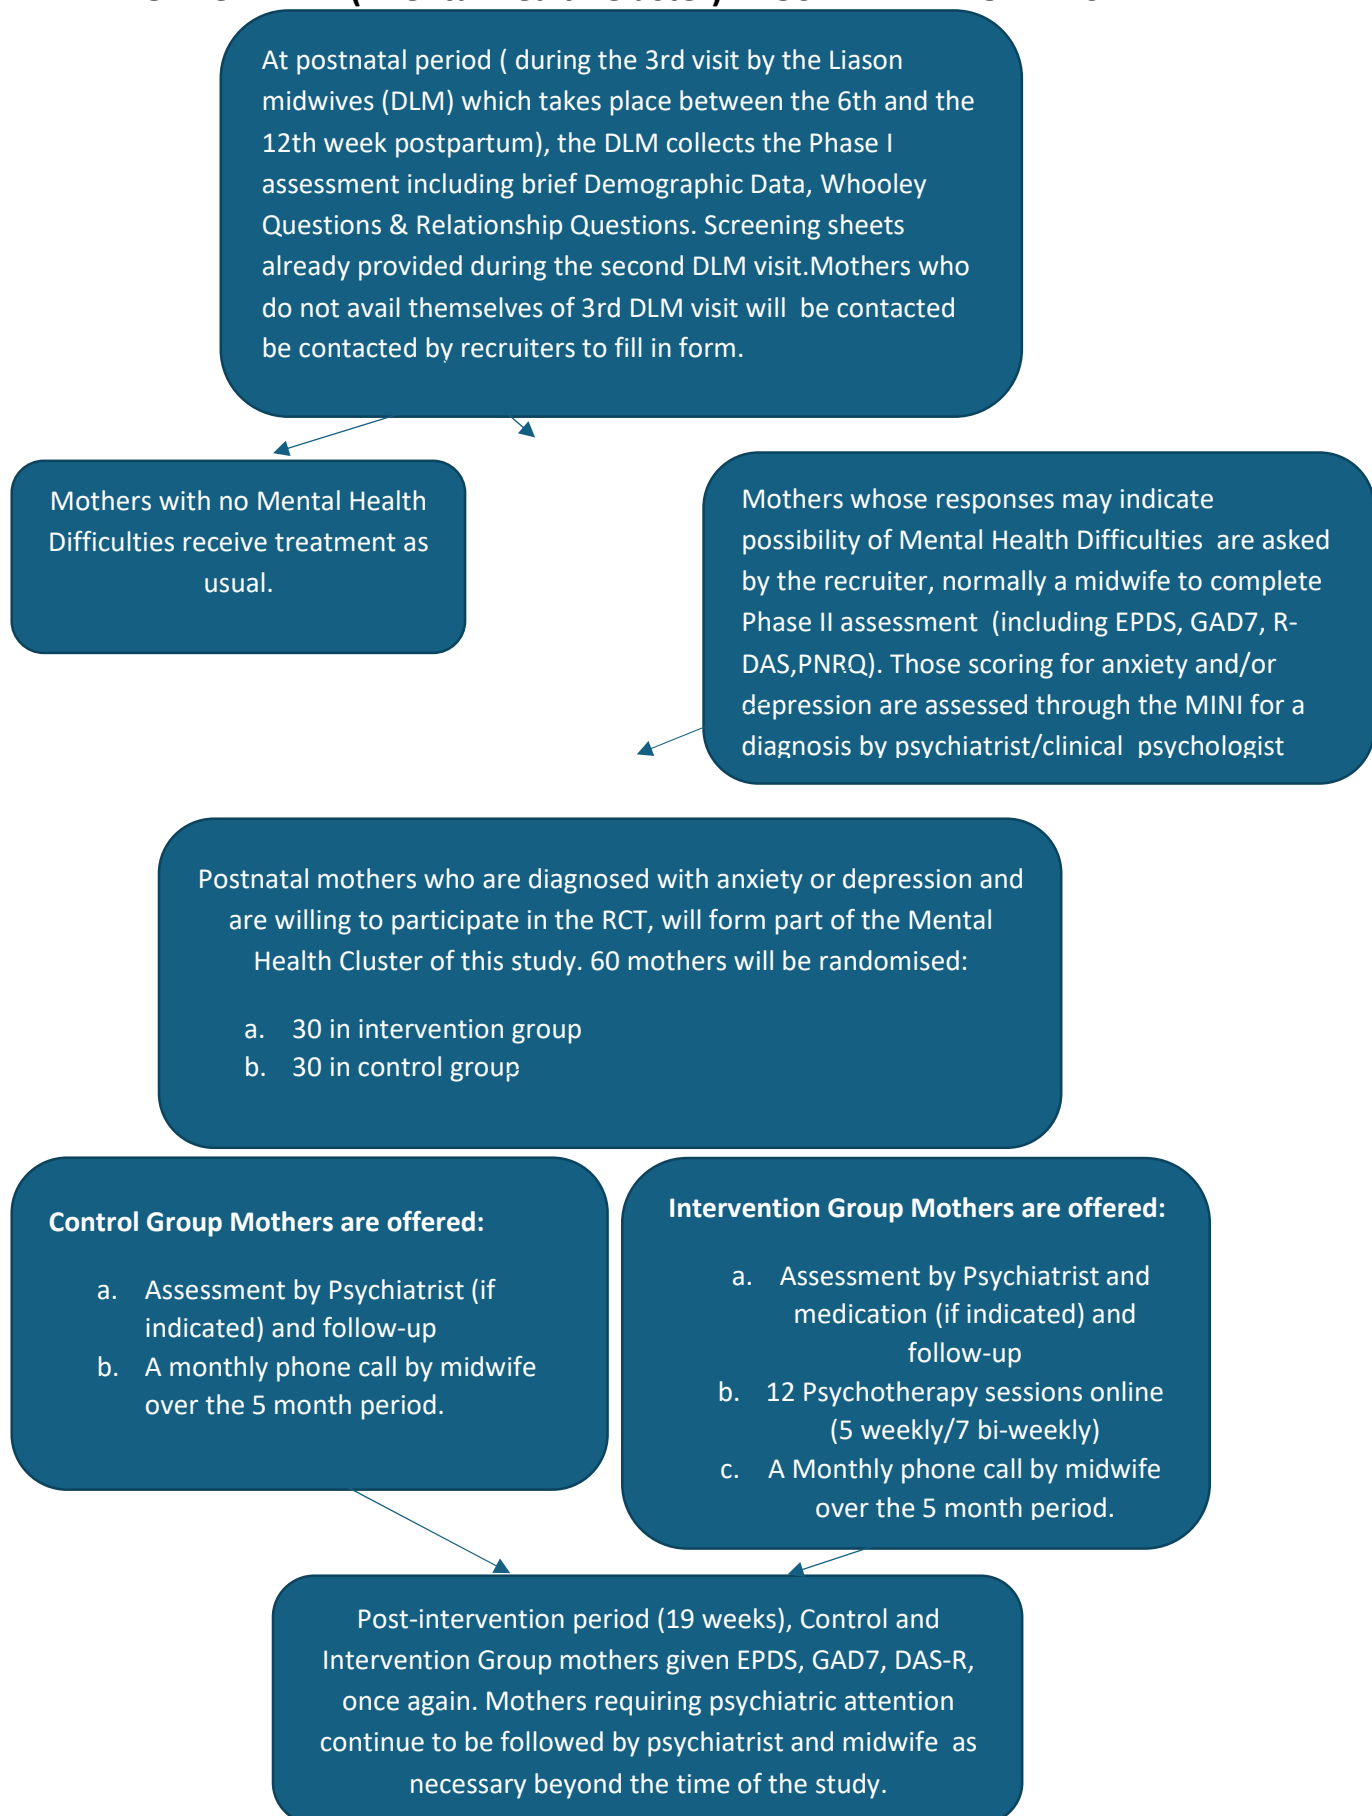 At postnatal period ( during the 3rd visit by the Liason
midwives (DLM) which takes place between the 6th and the
12th week postpartum), the DLM collects the Phase I
assessment including brief Demographic Data, Whooley
Questions & Relationship Questions. Screening sheets
already provided during the second DLM visit.Mothers who
do not avail themselves of 3rd DLM visit will  be contacted
be contacted by recruiters to fill in form.
Mothers with no Mental Health
Difficulties receive treatment as
usual.
Mothers whose responses may indicate
possibility of Mental Health Difficulties  are asked
by the recruiter, normally a midwife to complete
Phase II assessment  (including EPDS, GAD7, R-
DAS,PNRQ). Those scoring for anxiety and/or
depression are assessed through the MINI for a
diagnosis by psychiatrist/clinical  psychologist
Postnatal mothers who are diagnosed with anxiety or depression and
are willing to participate in the RCT, will form part of the Mental
Health Cluster of this study. 60 mothers will be randomised:
a. 30 in intervention group
b. 30 in control group
Control Group Mothers are offered:
a. Assessment by Psychiatrist (if
indicated) and follow-up
b. A monthly phone call by midwife
over the 5 month period.
Intervention Group Mothers are offered:
a. Assessment by Psychiatrist and
medication (if indicated) and
follow-up
b. 12 Psychotherapy sessions online
(5 weekly/7 bi-weekly)
c. A Monthly phone call by midwife
over the 5 month period.
Post-intervention period (19 weeks), Control and
Intervention Group mothers given EPDS, GAD7, DAS-R,
once again. Mothers requiring psychiatric attention
continue to be followed by psychiatrist and midwife  as
necessary beyond the time of the study.